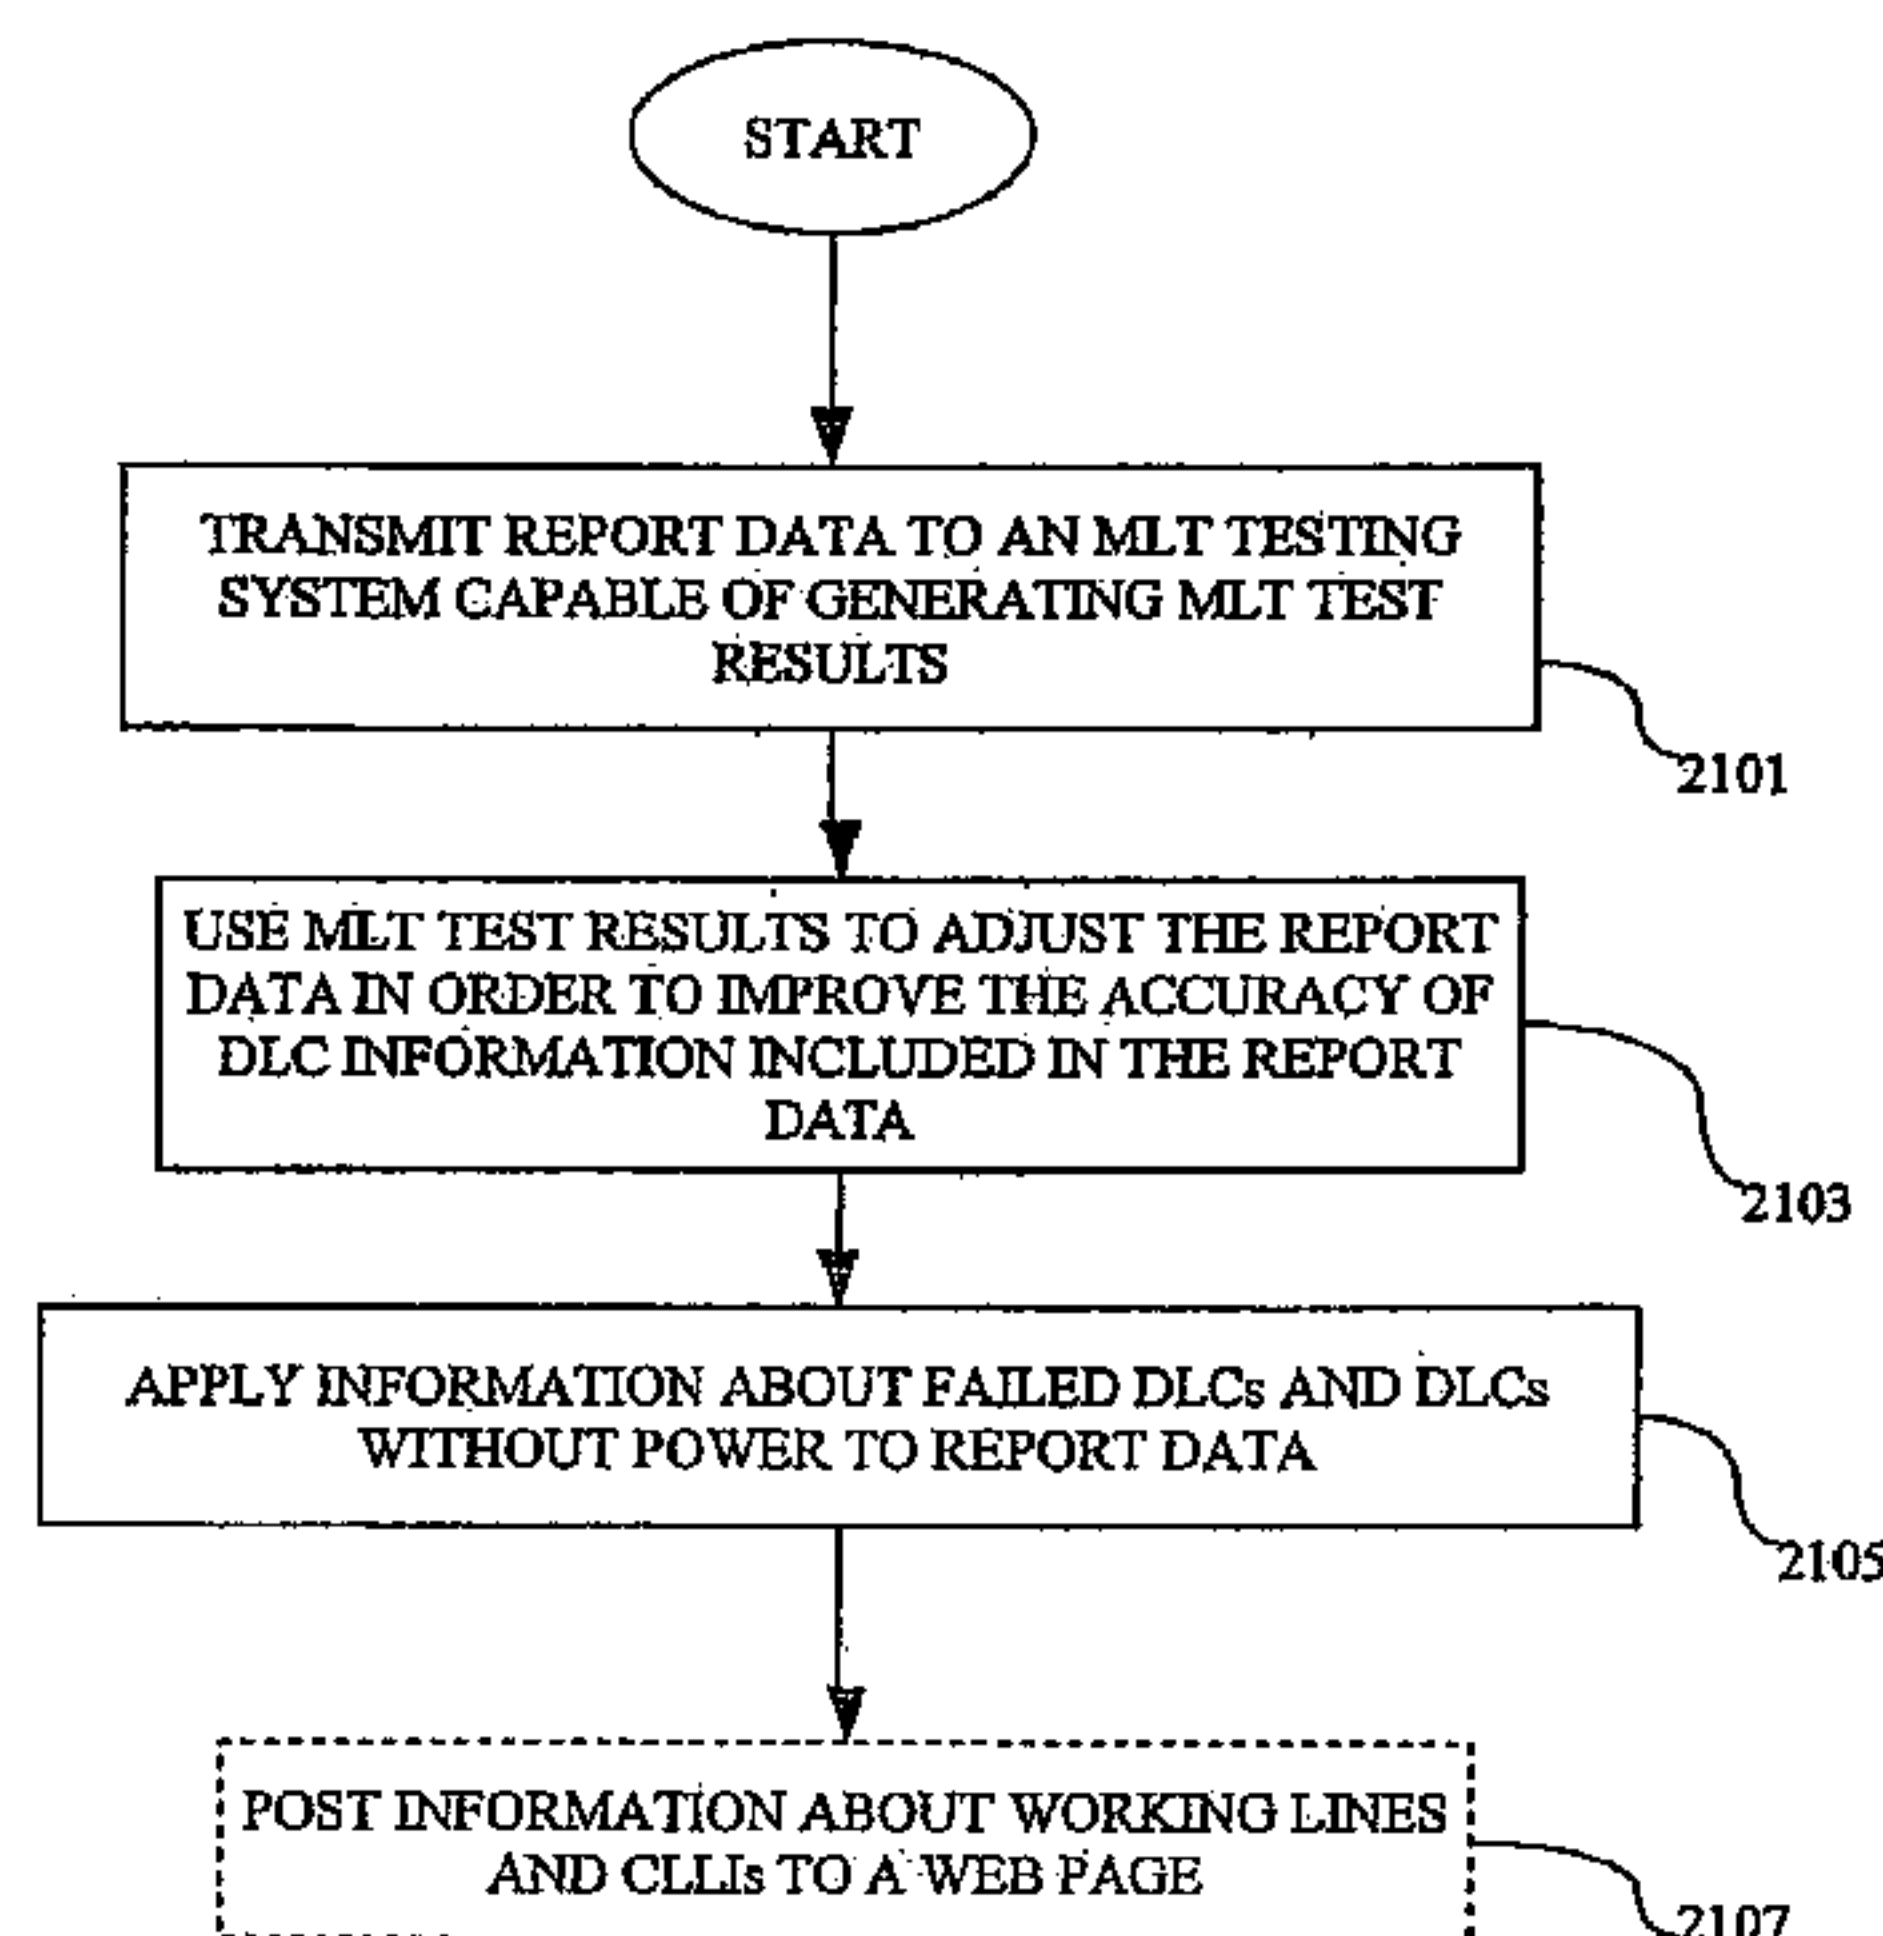 START
TRANSMIT REPORT DATA TO AN MLT TESTING
SYSTEM CAPABLE OF GENERATING MLT TEST
RESULTS
2101
USE MLT TEST RESULTS TO ADJUST THE REPORT
DATA IN ORDER TO IMPROVE THE ACCURACY OF
DLC INFORMATION INCLUDED IN THE REPORT
DATA
2103
APPLY INFORMATION ABOUT FAILED DLCs AND DLCs
WITHOUT POWER TO REPORT DATA
2105
POST INFORMATION ABOUT WORKING LINES
AND CLLIs TO A WEB PAGE
2107